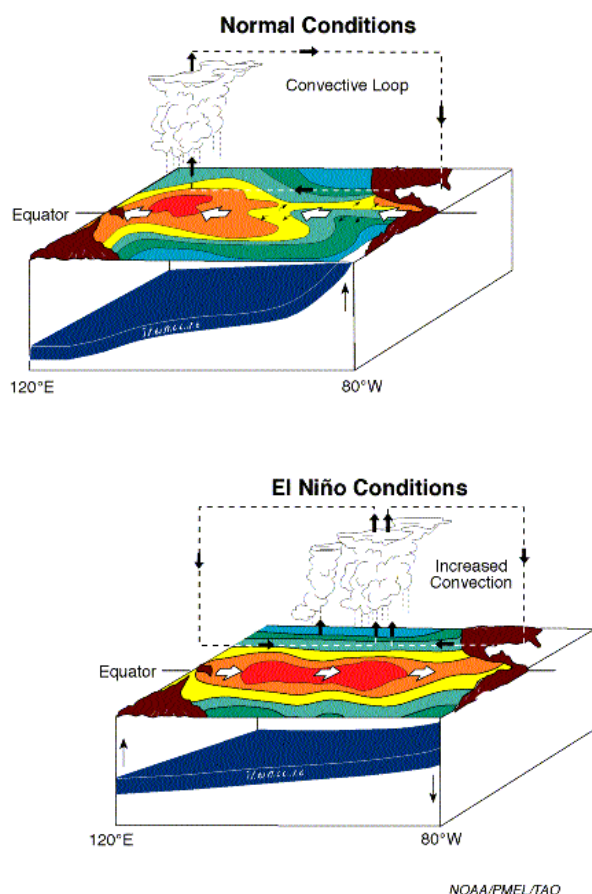 Normal Conditions
Convective Loop
Equator
120°E
80°W
El Niño Conditions
Increased
Convection
Equator
120°E
80°W
NOAA/PMEL/TAO